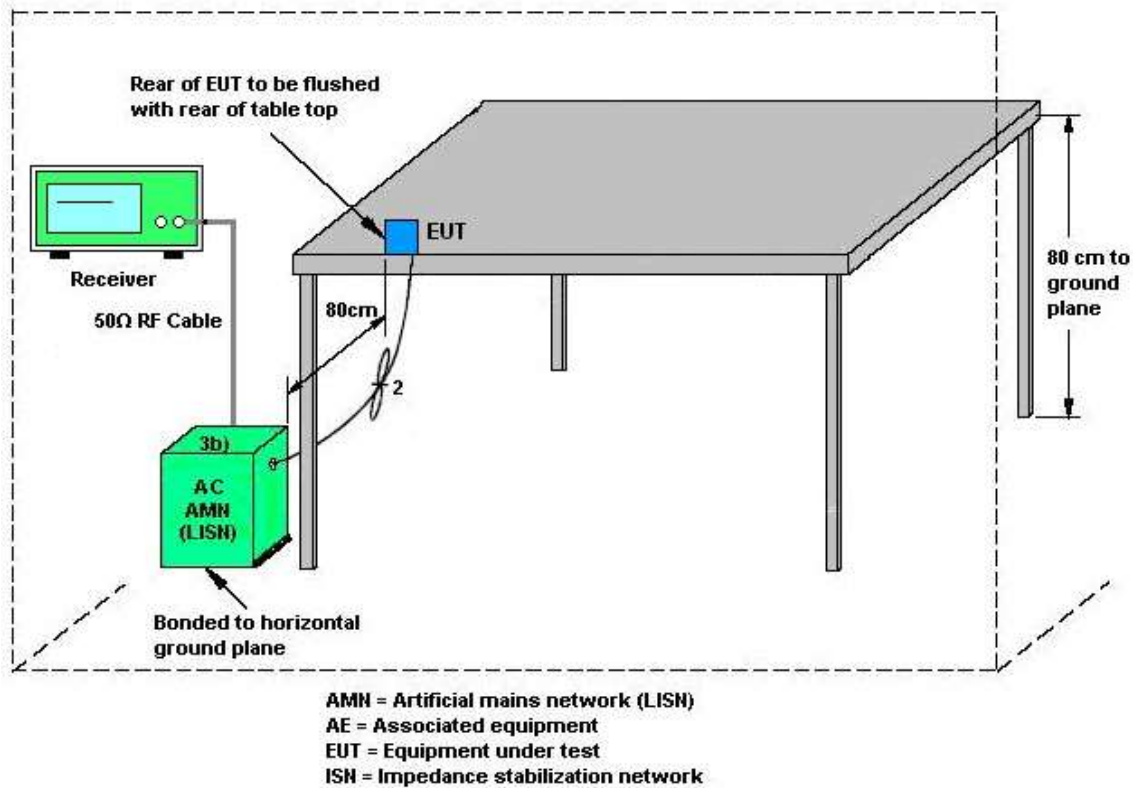 Rear of EUT to be flushed
with rear of table top
EUT
Receiver
50Ω RF Cable
80cm
2
80 cm to
ground
plane
3b)
AC
AMN
(LISN)
Bonded to horizontal
ground plane
AMN = Artificial mains network (LISN)
AE = Associated equipment
EUT = Equipment under test
ISN = Impedance stabilization network